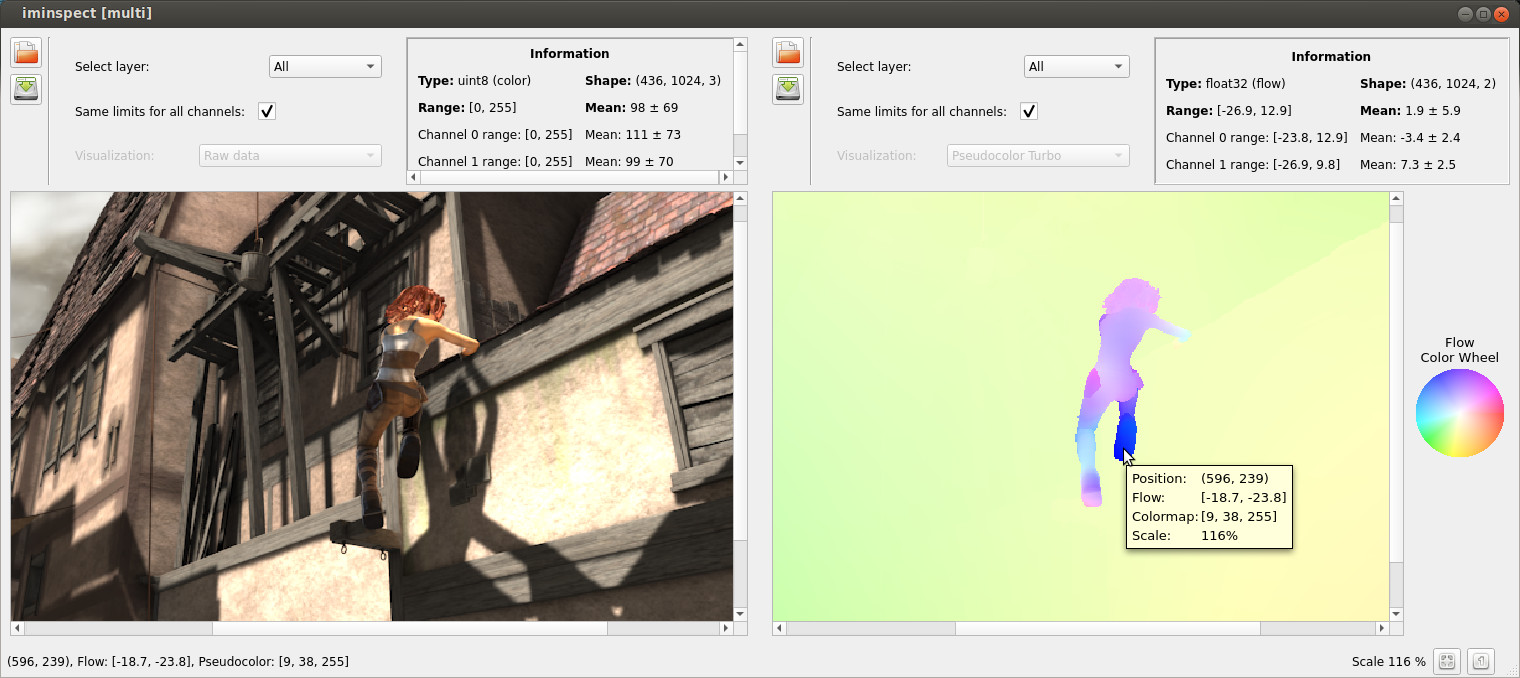 iminspect [multi]
Select layer:
All
Same limits for all channels:
Visualization:
Raw data
Information
Type: uint8 (color) Shape: (436, 1024, 3)
Range: [0, 255] Mean: 98 ± 69
Channel 0 range: [0, 255] Mean: 111 ± 73
Channel 1 range: [0, 255] Mean: 99 ± 70
Select layer:
All
Same limits for all channels:
Visualization:
Pseudocolor Turbo
Information
Type: float32 (flow) Shape: (436, 1024, 2)
Range: [-26.9, 12.9] Mean: 1.9 ± 5.9
Channel 0 range: [-23.8, 12.9] Mean: -3.4 ± 2.4
Channel 1 range: [-26.9, 9.8] Mean: 7.3 ± 2.5
Flow
Color Wheel
Position: (596, 239)
Flow: [-18.7, -23.8]
Colormap: [9, 38, 255]
Scale: 116%
(596, 239), Flow: [-18.7, -23.8], Pseudocolor: [9, 38, 255]
Scale 116 %